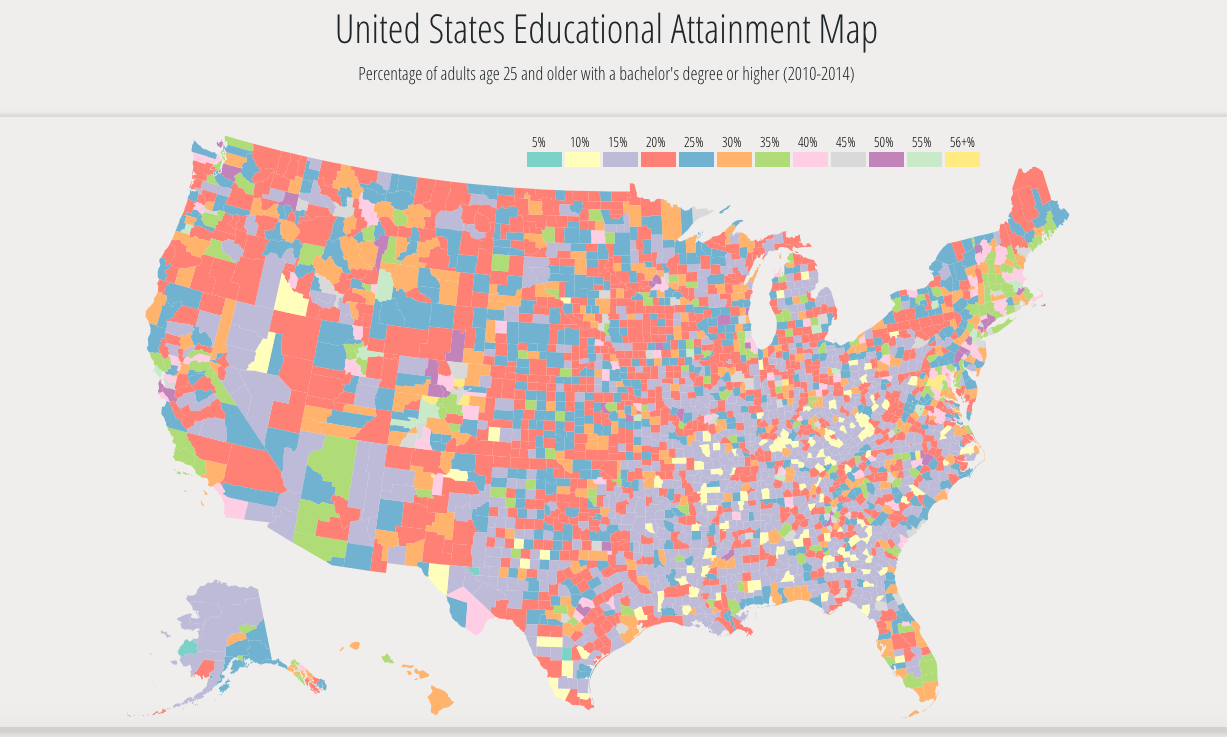 United States Educational Attainment Map
Percentage of adults age 25 and older with a bachelor's degree or higher (2010-2014)
5% 10% 15% 20% 25% 30% 35% 40% 45% 50% 55% 56+%